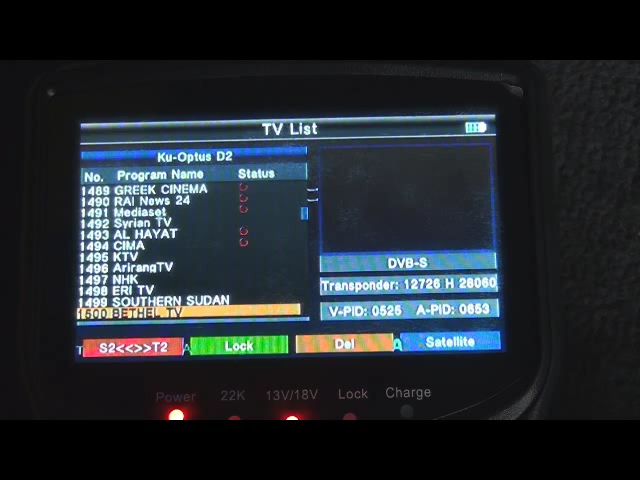 TV List
Ku-Optus D2
No. Program Name Status
1489 GREEK CINEMA
1490 RAI News 24
1491 Mediaset
1492 Syrian TV
1493 AL HAYAT
1494 CIMA
1495 KTV
1496 ArirangTV
1497 NHK
1498 ERI TV
1499 SOUTHERN SUDAN
1500 BETHEL TV
DVB-S
Transponder: 12726 H 28060
V-PID: 0525 A-PID: 0653
S2<<>>T2 Lock Del Satellite
Power 22K 13V/18V Lock Charge